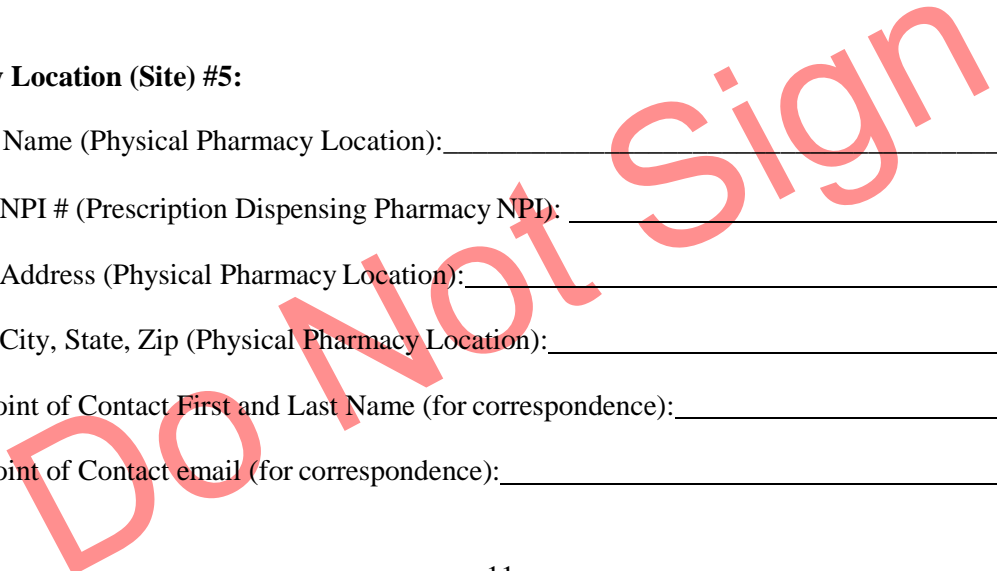 Location (Site) #5:
Name (Physical Pharmacy Location):
NPI # (Prescription Dispensing Pharmacy NPI):
Address (Physical Pharmacy Location):
City, State, Zip (Physical Pharmacy Location):
oint of Contact First and Last Name (for correspondence):
oint of Contact email (for correspondence):
Do Not Sign